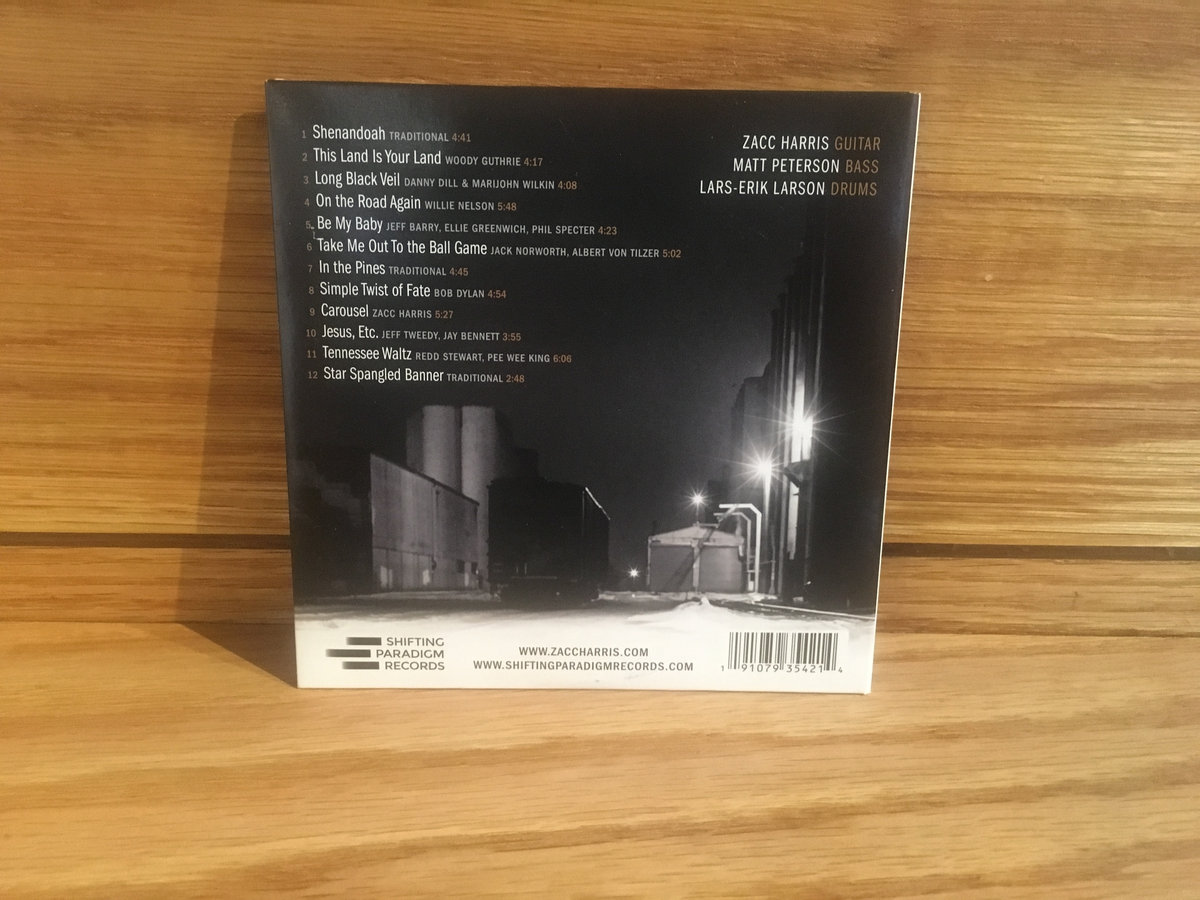 1 Shenandoah TRADITIONAL 4:41
2 This Land Is Your Land WOODY GUTHRIE 4:17
3 Long Black Veil DANNY DILL & MARIJOHN WILKIN 4:08
4 On the Road Again WILLIE NELSON 5:48
5 Be My Baby JEFF BARRY, ELLIE GREENWICH, PHIL SPECTER 4:23
6 Take Me Out To the Ball Game JACK NORWORTH, ALBERT VON TILZER 5:02
7 In the Pines TRADITIONAL 4:45
8 Simple Twist of Fate BOB DYLAN 4:54
9 Carousel ZACC HARRIS 5:27
10 Jesus, Etc. JEFF TWEEDY, JAY BENNETT 3:55
11 Tennessee Waltz REDD STEWART, PEE WEE KING 6:06
12 Star Spangled Banner TRADITIONAL 2:48
ZACC HARRIS GUITAR
MATT PETERSON BASS
LARS-ERIK LARSON DRUMS
SHIFTING
PARADIGM
RECORDS
WWW.ZACCHARRIS.COM
WWW.SHIFTINGPARADIGMRECORDS.COM
1 91079 35421 4